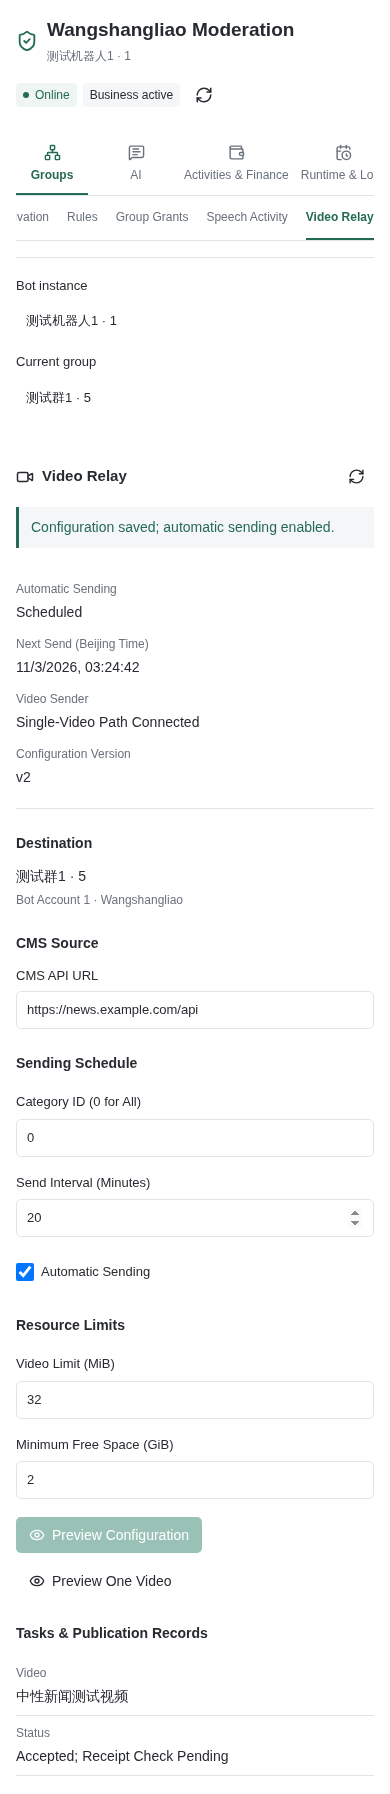 Wangshangliao Moderation
测试机器人1 · 1
Online
Business active
Groups
AI
Activities & Finance
Runtime & Lo
vation
Rules
Group Grants
Speech Activity
Video Relay
Bot instance
测试机器人1 · 1
Current group
测试群1 · 5
Video Relay
Configuration saved; automatic sending enabled.
Automatic Sending
Scheduled
Next Send (Beijing Time)
11/3/2026, 03:24:42
Video Sender
Single-Video Path Connected
Configuration Version
v2
Destination
测试群1 · 5
Bot Account 1 · Wangshangliao
CMS Source
CMS API URL
https://news.example.com/api
Sending Schedule
Category ID (0 for All)
0
Send Interval (Minutes)
20
Automatic Sending
Resource Limits
Video Limit (MiB)
32
Minimum Free Space (GiB)
2
Preview Configuration
Preview One Video
Tasks & Publication Records
Video
中性新闻测试视频
Status
Accepted; Receipt Check Pending